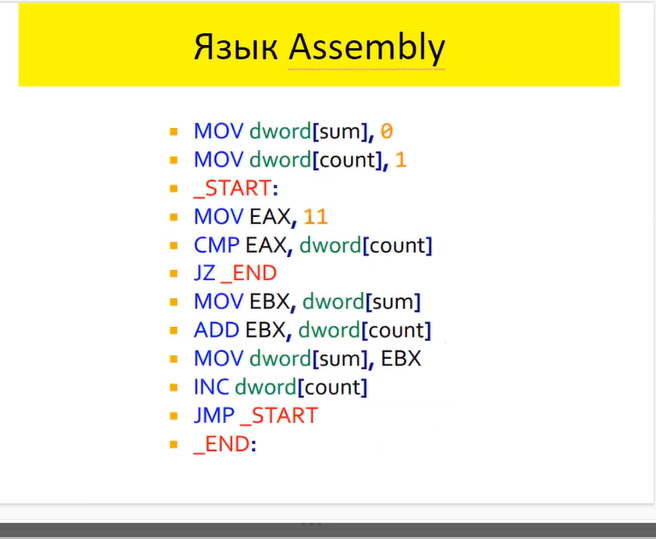 Язык Assembly
MOV dword[sum], 0
MOV dword[count], 1
_START:
MOV EAX, 11
CMP EAX, dword[count]
JZ _END
MOV EBX, dword[sum]
ADD EBX, dword[count]
MOV dword[sum], EBX
INC dword[count]
JMP _START
_END: